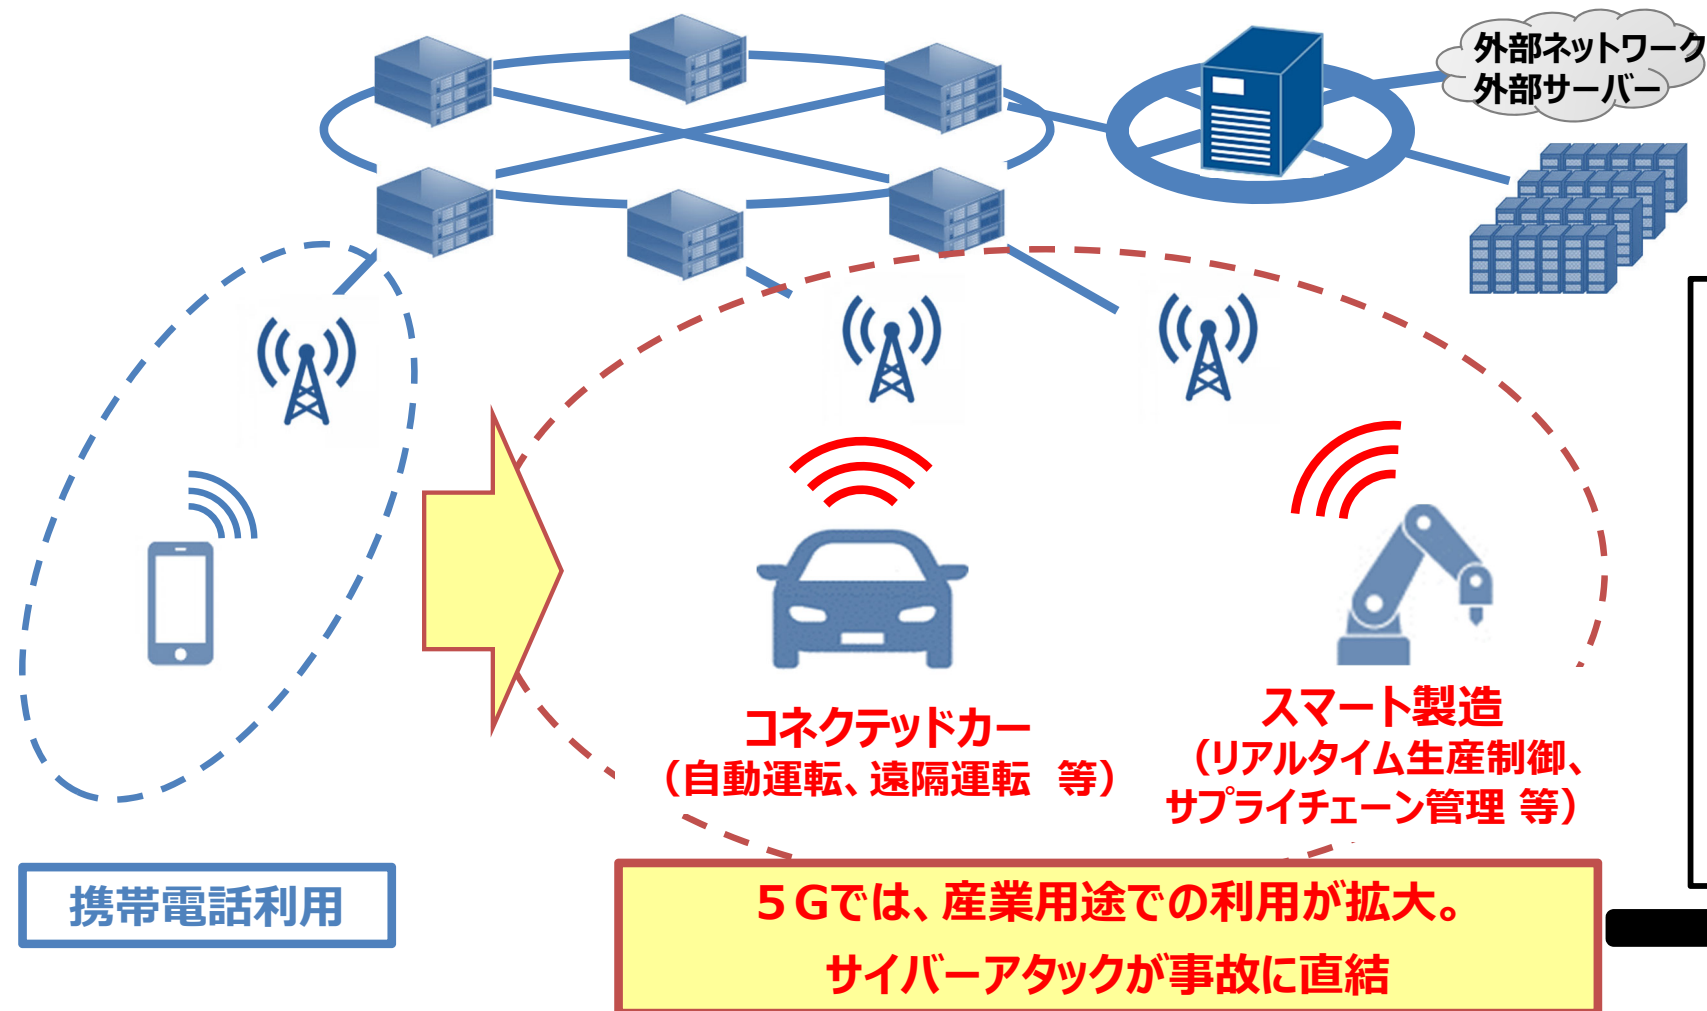 外部ネットワーク
外部サーバー
コネクテッドカー
（自動運転、遠隔運転　等）
スマート製造
（リアルタイム生産制御、
サプライチェーン管理 等）
携帯電話利用
５Gでは、産業用途での利用が拡大。
サイバーアタックが事故に直結